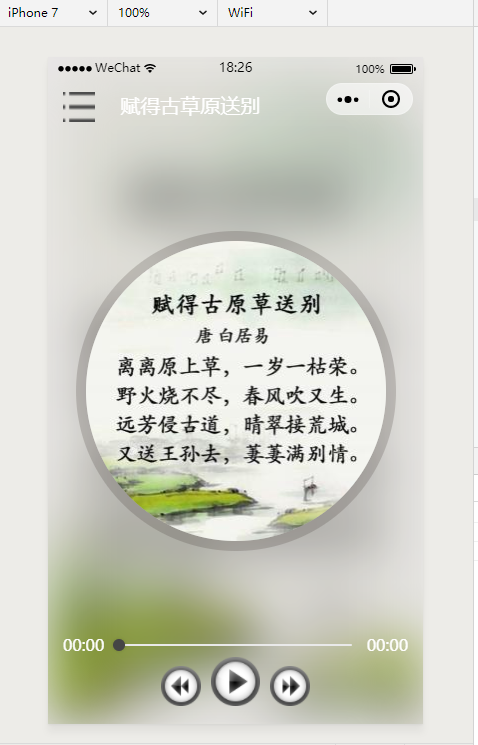 iPhone 7 100% WiFi
WeChat 18:26 100%
赋得古草原送别
赋得古原草送别
唐 白居易
离离原上草，一岁一枯荣。
野火烧不尽，春风吹又生。
远芳侵古道，晴翠接荒城。
又送王孙去，萋萋满别情。
00:00 00:00